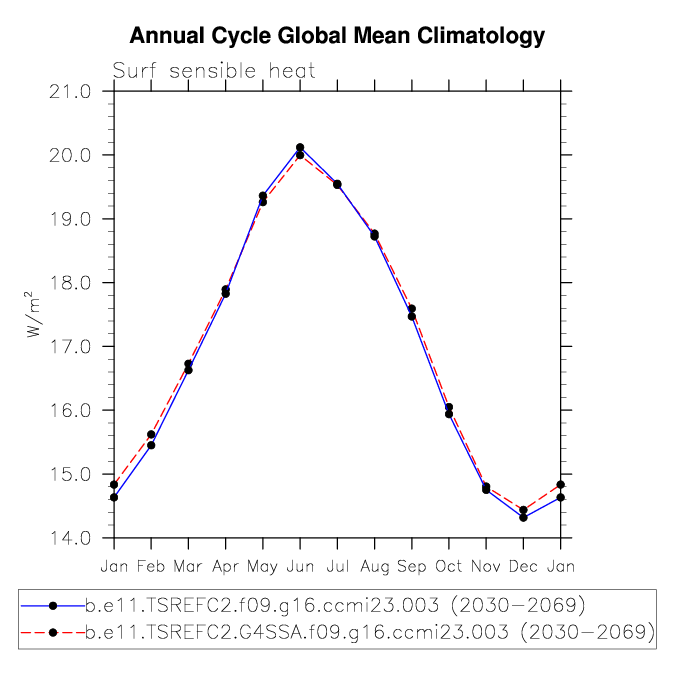 Annual Cycle Global Mean Climatology
Surf sensible heat
21.0
20.0
19.0
18.0
17.0
16.0
15.0
14.0
W/m²
Jan Feb Mar Apr May Jun Jul Aug Sep Oct Nov Dec Jan
b.e11.TSREFC2.f09.g16.ccmi23.003 (2030−2069)
b.e11.TSREFC2.G4SSA.f09.g16.ccmi23.003 (2030−2069)